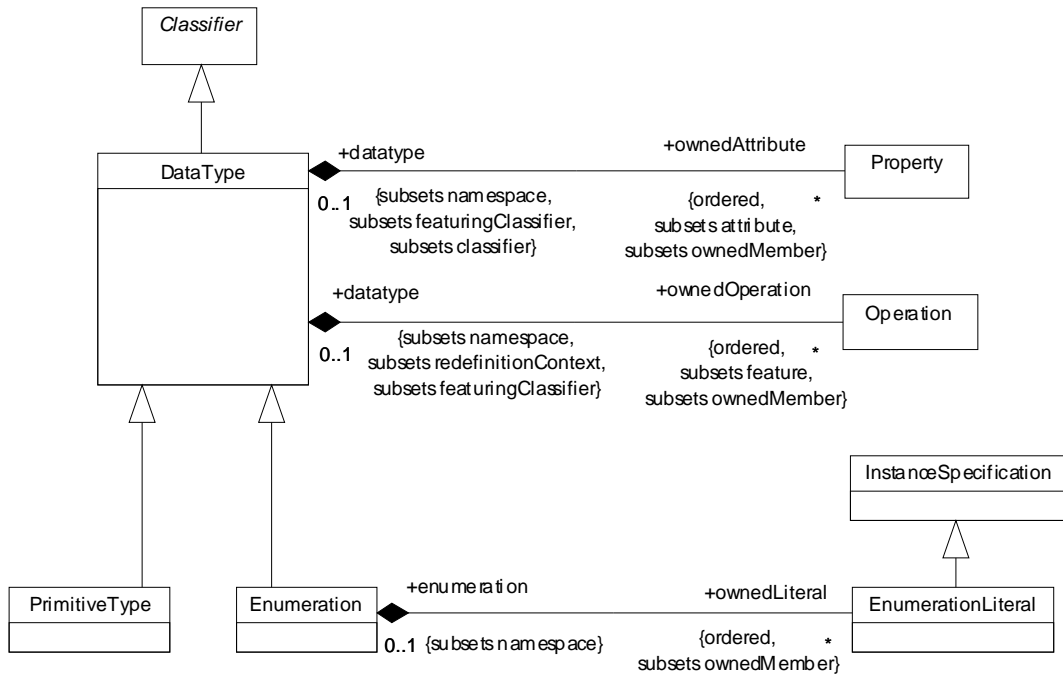 Classifier
DataType
+datatype
+ownedAttribute
Property
0..1
{subsets namespace,
subsets featuringClassifier,
subsets classifier}
{ordered,
subsets attribute,
subsets ownedMember}
*
+datatype
+ownedOperation
Operation
0..1
{subsets namespace,
subsets redefinitionContext,
subsets featuringClassifier}
{ordered,
subsets feature,
subsets ownedMember}
*
InstanceSpecification
PrimitiveType
Enumeration
+enumeration
+ownedLiteral
EnumerationLiteral
0..1
{subsets namespace}
{ordered,
subsets ownedMember}
*